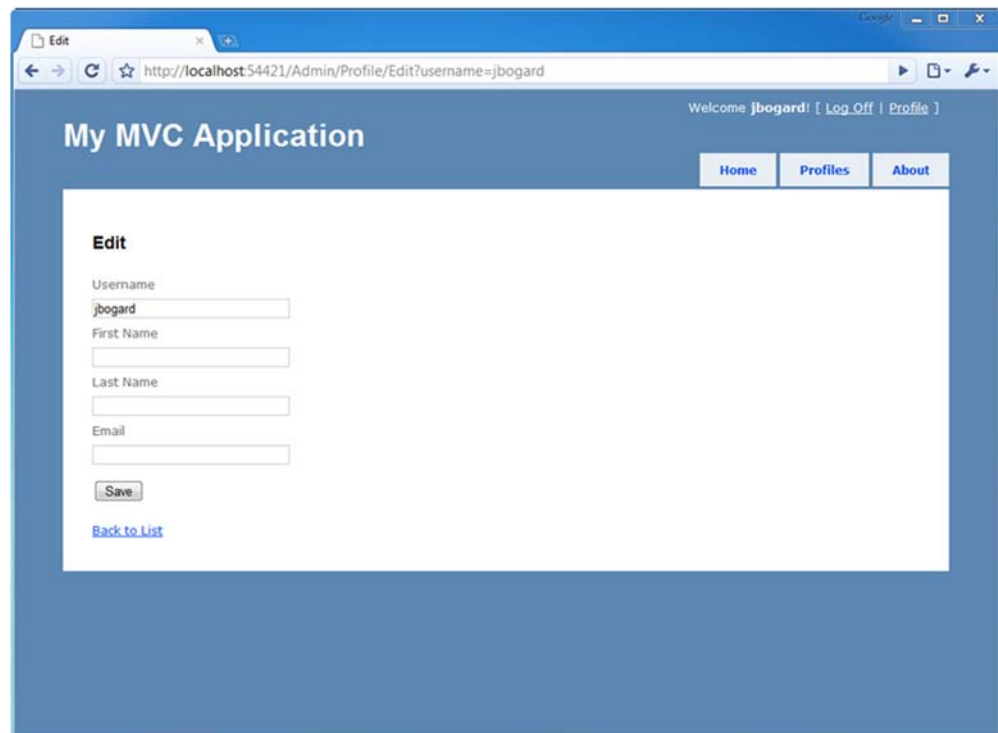 Google
Edit
http://localhost:54421/Admin/Profile/Edit?username=jbogard
Welcome jbogard! [ Log Off | Profile ]
My MVC Application
Home Profiles About
Edit
Username
jbogard
First Name
Last Name
Email
Save
Back to List